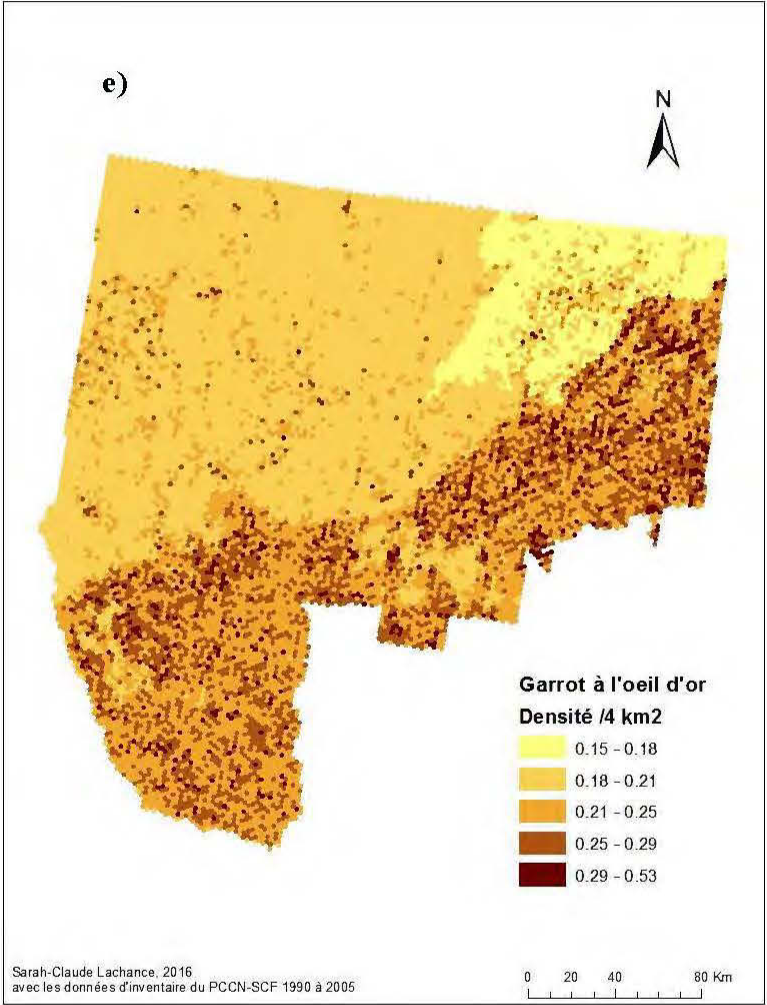 e)
N
Garrot à l'oeil d'or
Densité /4 km2
0.15 - 0.18
0.18 - 0.21
0.21 - 0.25
0.25 - 0.29
0.29 - 0.53
Sarah-Claude Lachance, 2016
avec les données d'inventaire du PCCN-SCF 1990 à 2005
0 20 40 80 Km